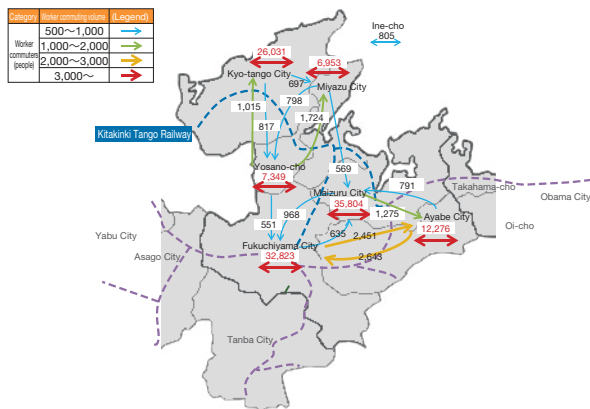 Category Worker commuting volume (Legend)
Worker commuters (people)
500～1,000
1,000～2,000
2,000～3,000
3,000～
Ine-cho
805
26,031
6,953
Kyo-tango City
697
Miyazu City
1,015
798
1,724
817
Kitakinki Tango Railway
Yosano-cho
569
7,349
791
Takahama-cho
Maizuru City
Obama City
35,804
1,275
Ayabe City
968
551
Oi-cho
635
12,276
Yabu City
2,451
Fukuchiyama City
Asago City
2,643
32,823
Tanba City